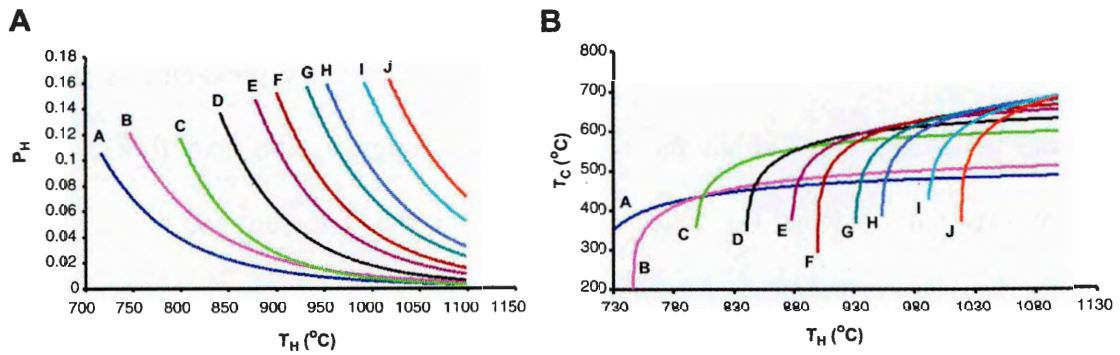 A
0.18
0.16
0.14
0.12
0.1
0.08
0.06
0.04
0.02
0
P_H
A
B
C
D
E
F
G
H
I
J
700 750 800 850 900 950 1000 1050 1100 1150
T_H (°C)
B
800
700
600
500
400
300
200
T_C (°C)
A
B
C
D
E
F
G
H
I
J
730 780 830 880 930 980 1030 1080 1130
T_H (°C)